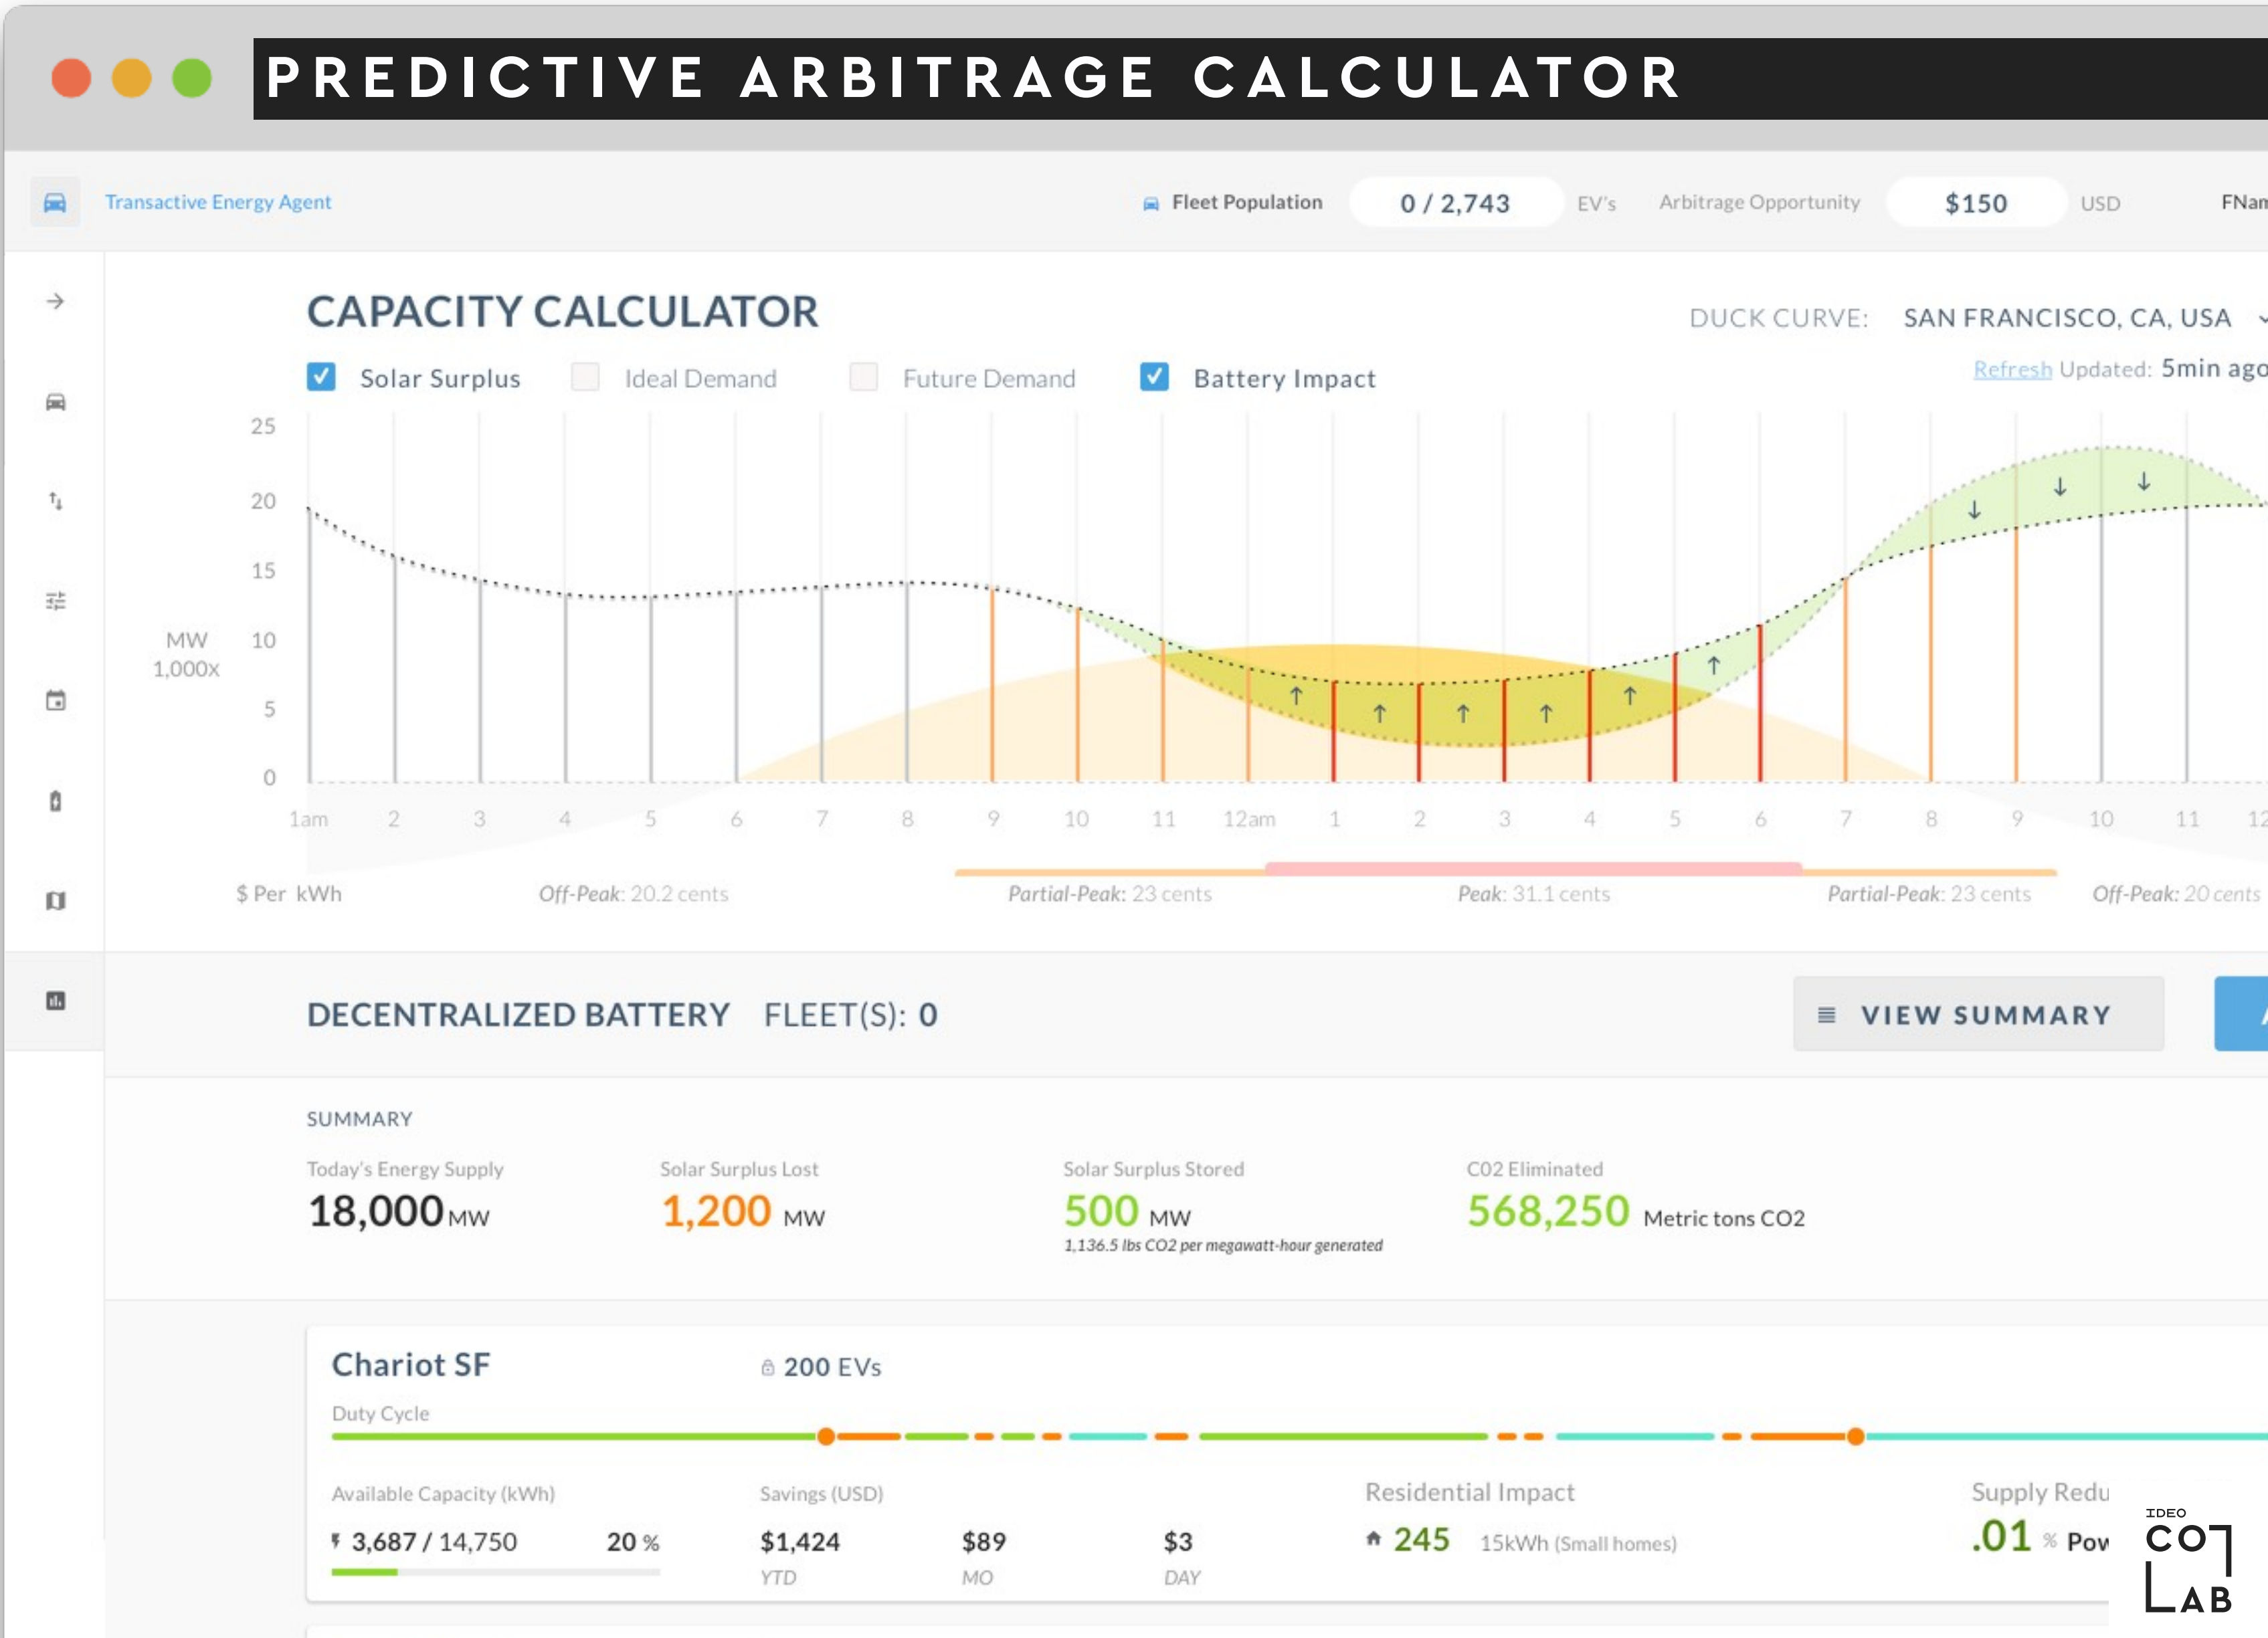 PREDICTIVE ARBITRAGE CALCULATOR
Transactive Energy Agent Fleet Population 0 / 2,743 EV's Arbitrage Opportunity $150 USD FNam
CAPACITY CALCULATOR
DUCK CURVE: SAN FRANCISCO, CA, USA
Solar Surplus Ideal Demand Future Demand Battery Impact
Refresh Updated: 5min ago
25
20
15
10
5
0
MW
1,000x
1am 2 3 4 5 6 7 8 9 10 11 12am 1 2 3 4 5 6 7 8 9 10 11 12
$ Per kWh Off-Peak: 20.2 cents Partial-Peak: 23 cents Peak: 31.1 cents Partial-Peak: 23 cents Off-Peak: 20 cents
DECENTRALIZED BATTERY FLEET(S): 0 VIEW SUMMARY
SUMMARY
Today's Energy Supply Solar Surplus Lost Solar Surplus Stored C02 Eliminated
18,000 MW 1,200 MW 500 MW 568,250 Metric tons CO2
1,136.5 lbs CO2 per megawatt-hour generated
Chariot SF 200 EVs
Duty Cycle
Available Capacity (kWh) Savings (USD) Residential Impact Supply Redu
3,687 / 14,750 20 % $1,424 $89 $3 245 15kWh (Small homes) .01 % Pow
YTD MO DAY
IDEO
CO
LAB